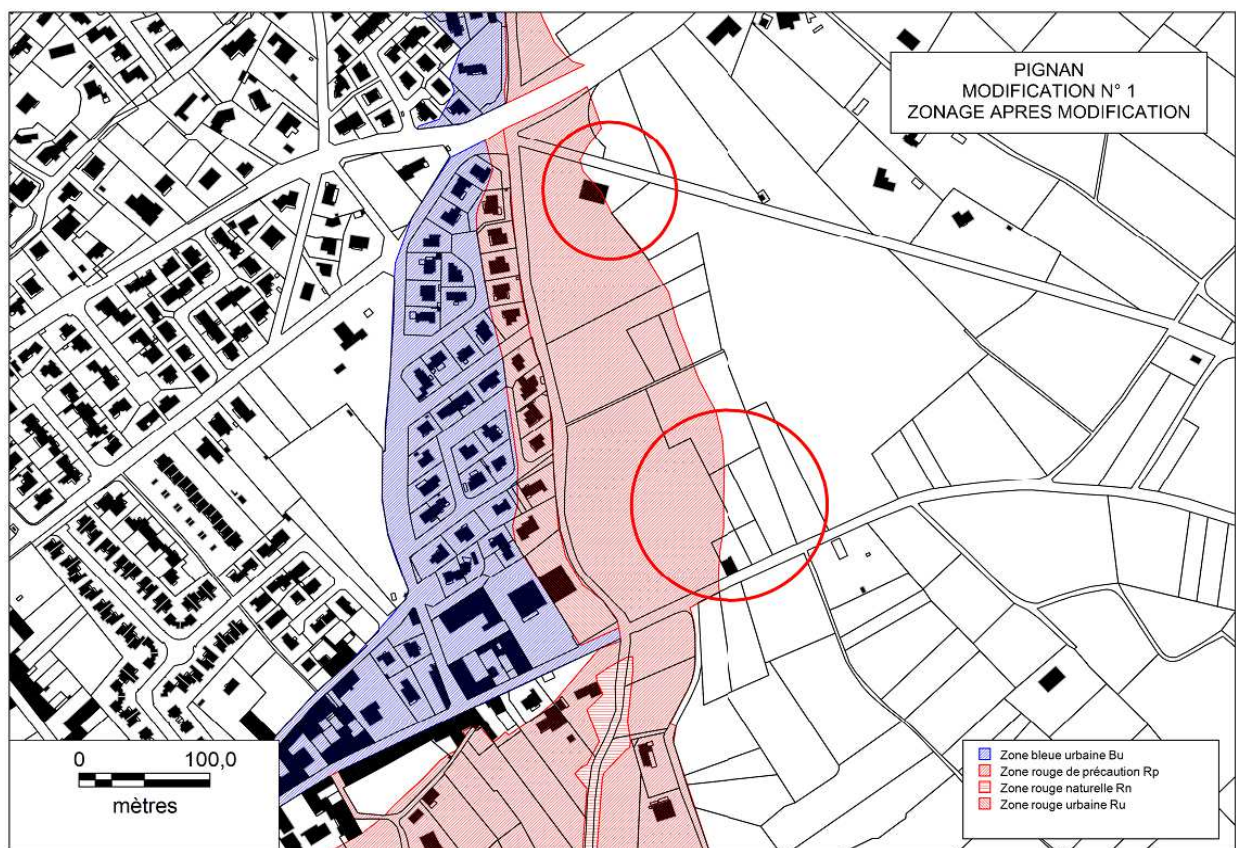 PIGNAN
MODIFICATION N° 1
ZONAGE APRES MODIFICATION
0 100,0
mètres
Zone bleue urbaine Bu
Zone rouge de précaution Rp
Zone rouge naturelle Rn
Zone rouge urbaine Ru